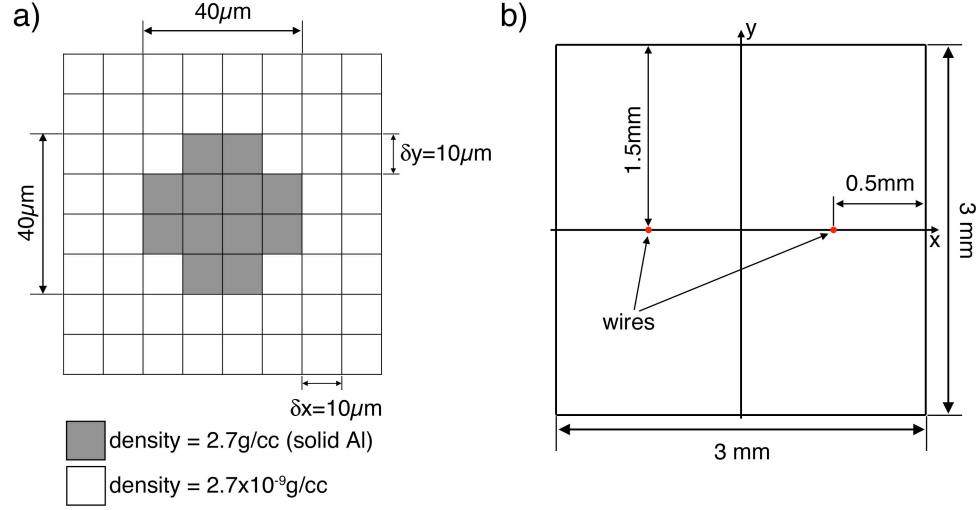 a)
40µm
40µm
δy=10µm
δx=10µm
density = 2.7g/cc (solid Al)
density = 2.7x10⁻⁹g/cc
b)
y
1.5mm
0.5mm
x
3 mm
wires
3 mm